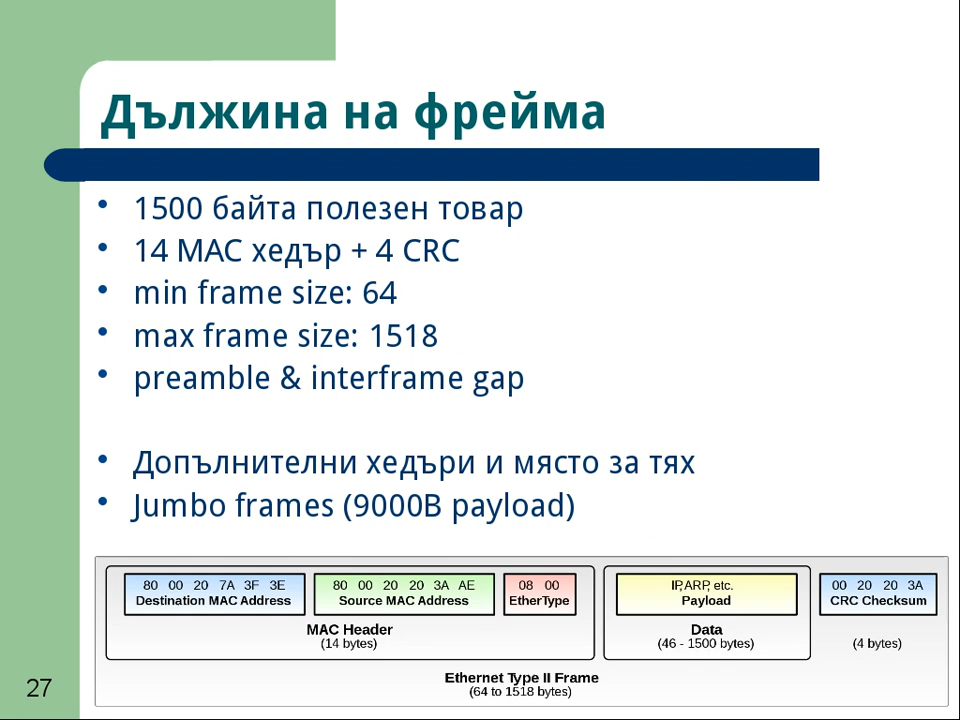 Дължина на фрейма
1500 байта полезен товар
14 MAC хедър + 4 CRC
min frame size: 64
max frame size: 1518
preamble & interframe gap
Допълнителни хедъри и място за тях
Jumbo frames (9000B payload)
80 00 20 7A 3F 3E
Destination MAC Address
80 00 20 20 3A AE
Source MAC Address
08 00
EtherType
MAC Header
(14 bytes)
IP, ARP, etc.
Payload
Data
(46 - 1500 bytes)
00 20 20 3A
CRC Checksum
(4 bytes)
Ethernet Type II Frame
(64 to 1518 bytes)
27